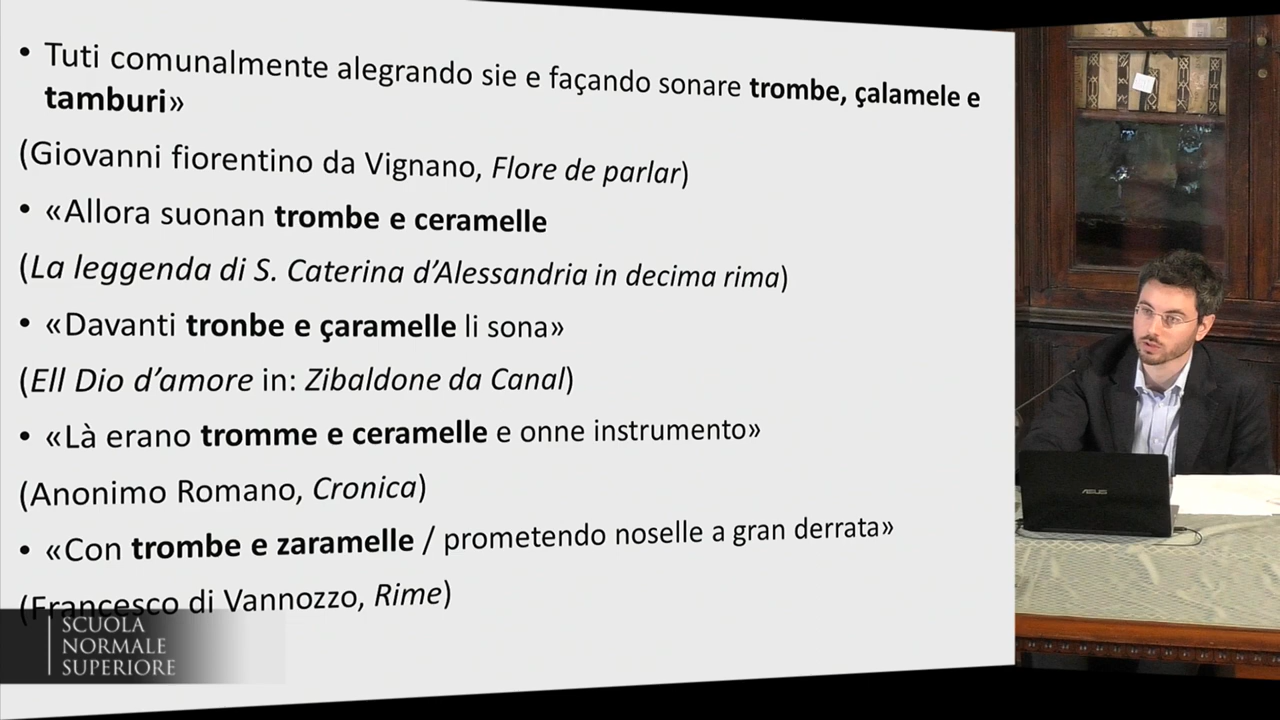 • Tuti comunalmente alegrando sie e façando sonare trombe, çalamele e
tamburi»
(Giovanni fiorentino da Vignano, Flore de parlar)
• «Allora suonan trombe e ceramelle
(La leggenda di S. Caterina d’Alessandria in decima rima)
• «Davanti tronbe e çaramelle li sona»
(Ell Dio d’amore in: Zibaldone da Canal)
• «Là erano tromme e ceramelle e onne instrumento»
(Anonimo Romano, Cronica)
• «Con trombe e zaramelle / prometendo noselle a gran derrata»
(Francesco di Vannozzo, Rime)
SCUOLA
NORMALE
SUPERIORE
ASUS